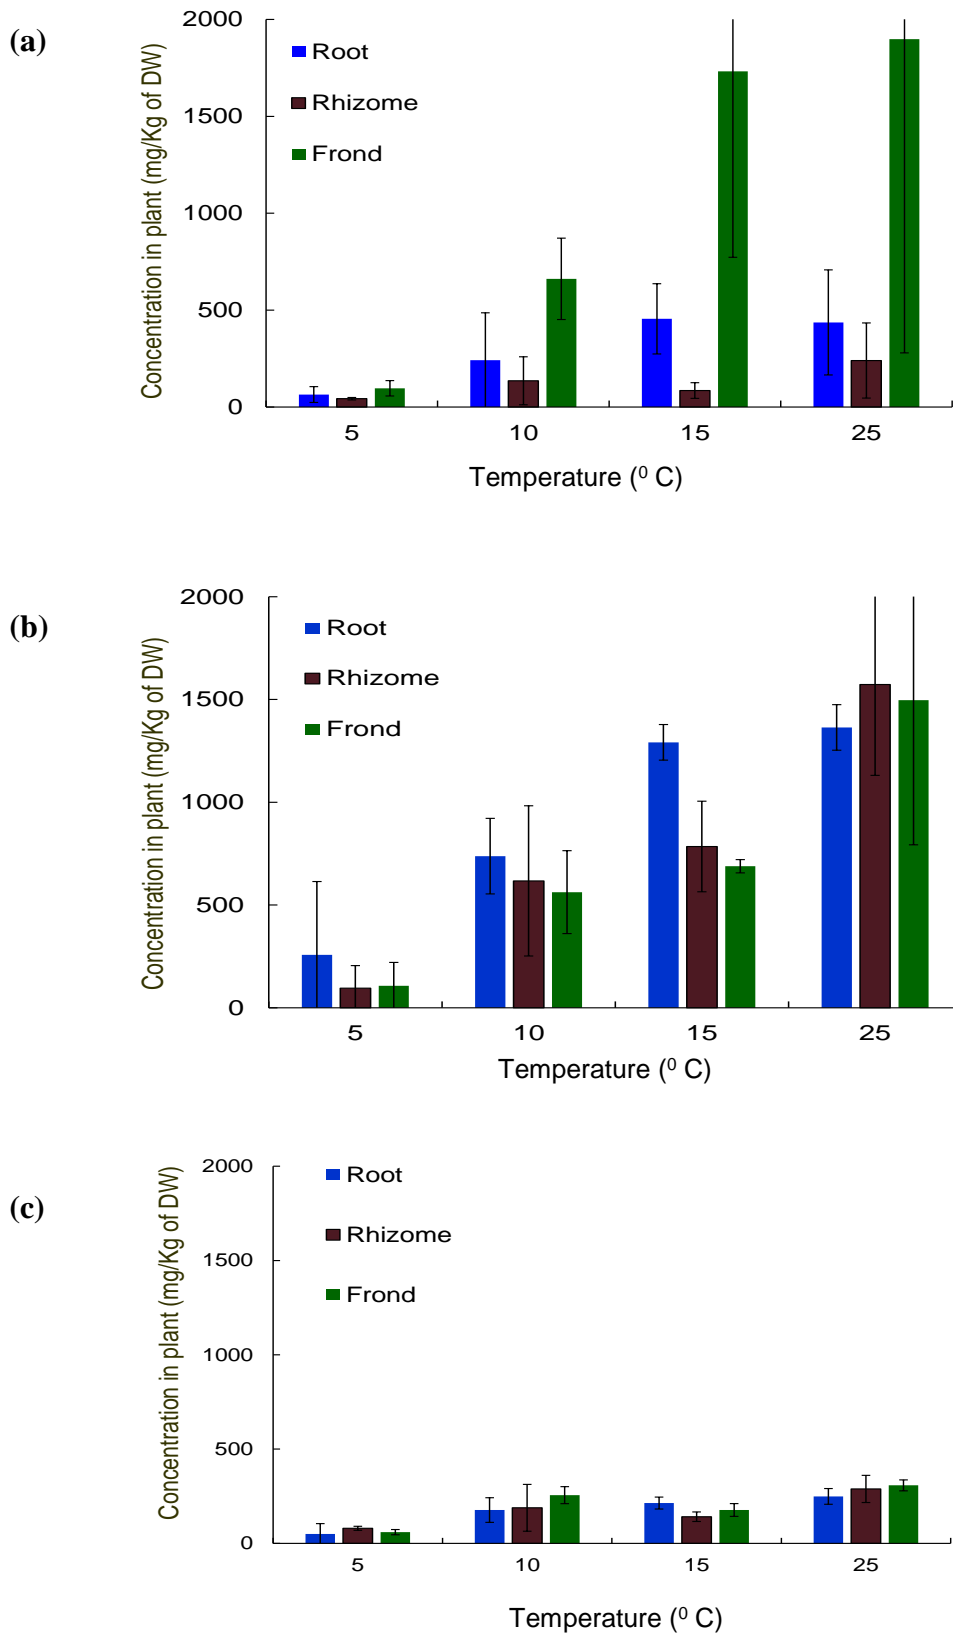 (a)
Concentration in plant (mg/Kg of DW)
2000
1500
1000
500
0
Root
Rhizome
Frond
5 10 15 25
Temperature (⁰ C)
(b)
Concentration in plant (mg/Kg of DW)
2000
1500
1000
500
0
Root
Rhizome
Frond
5 10 15 25
Temperature (⁰ C)
(c)
Concentration in plant (mg/Kg of DW)
2000
1500
1000
500
0
Root
Rhizome
Frond
5 10 15 25
Temperature (⁰ C)